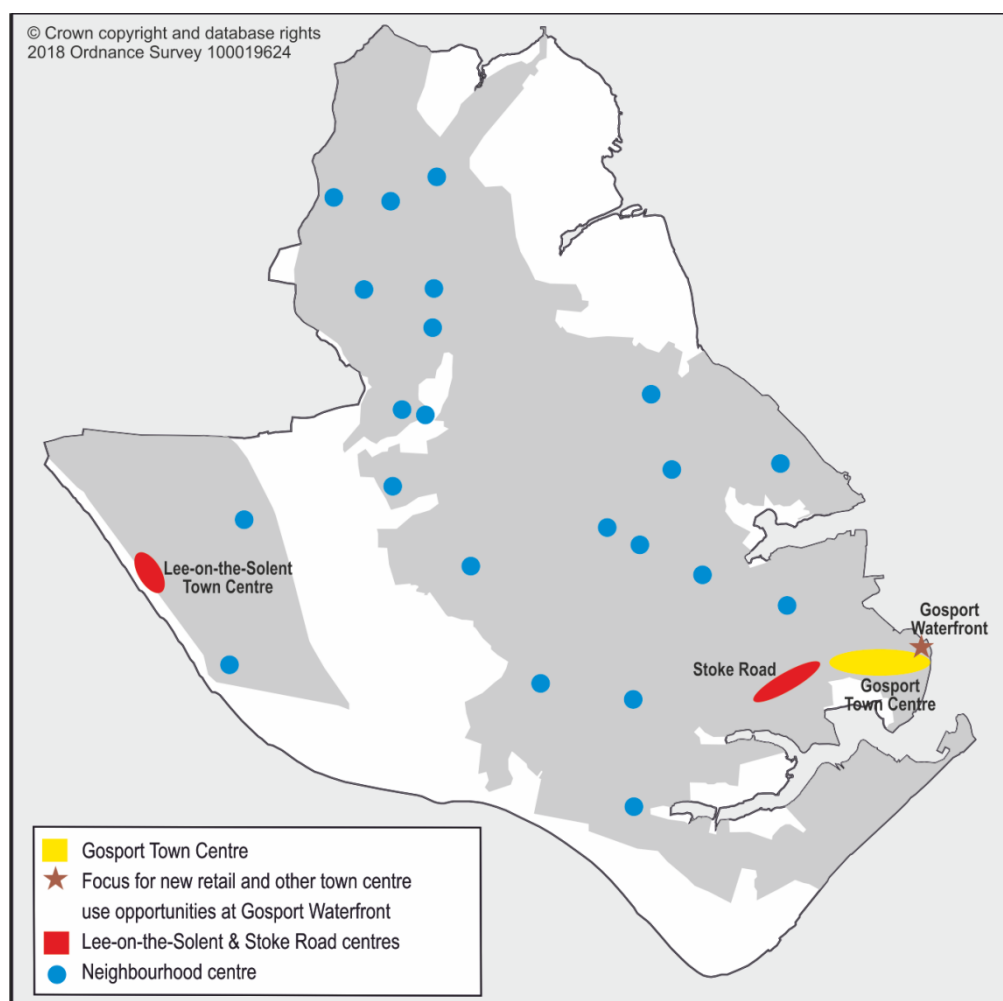 © Crown copyright and database rights
2018 Ordnance Survey 100019624
Lee-on-the-Solent
Town Centre
Gosport
Waterfront
Stoke Road
Gosport
Town Centre
Gosport Town Centre
Focus for new retail and other town centre
use opportunities at Gosport Waterfront
Lee-on-the-Solent & Stoke Road centres
Neighbourhood centre